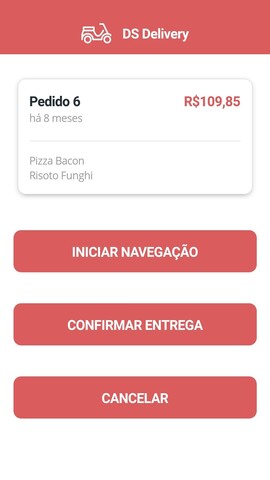 DS Delivery
Pedido 6 R$109,85
há 8 meses
Pizza Bacon
Risoto Funghi
INICIAR NAVEGAÇÃO
CONFIRMAR ENTREGA
CANCELAR